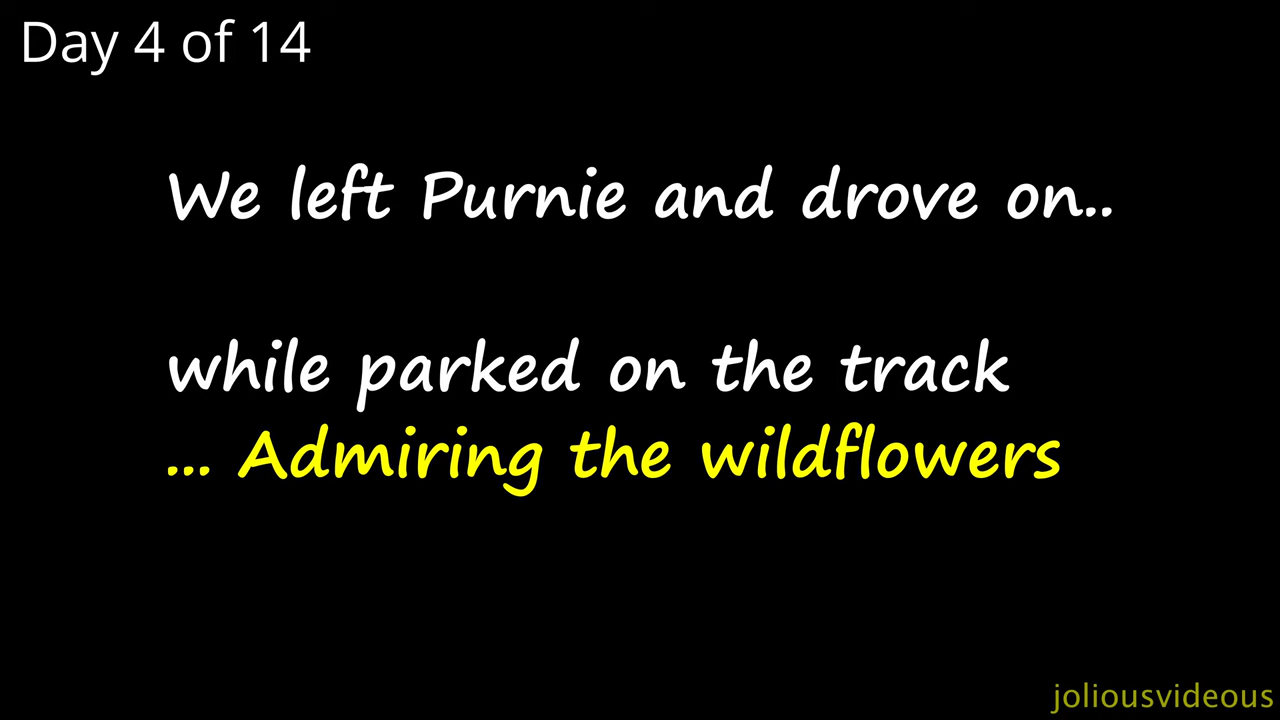 Day 4 of 14
We left Purnie and drove on..
while parked on the track
... Admiring the wildflowers
joliousvideous